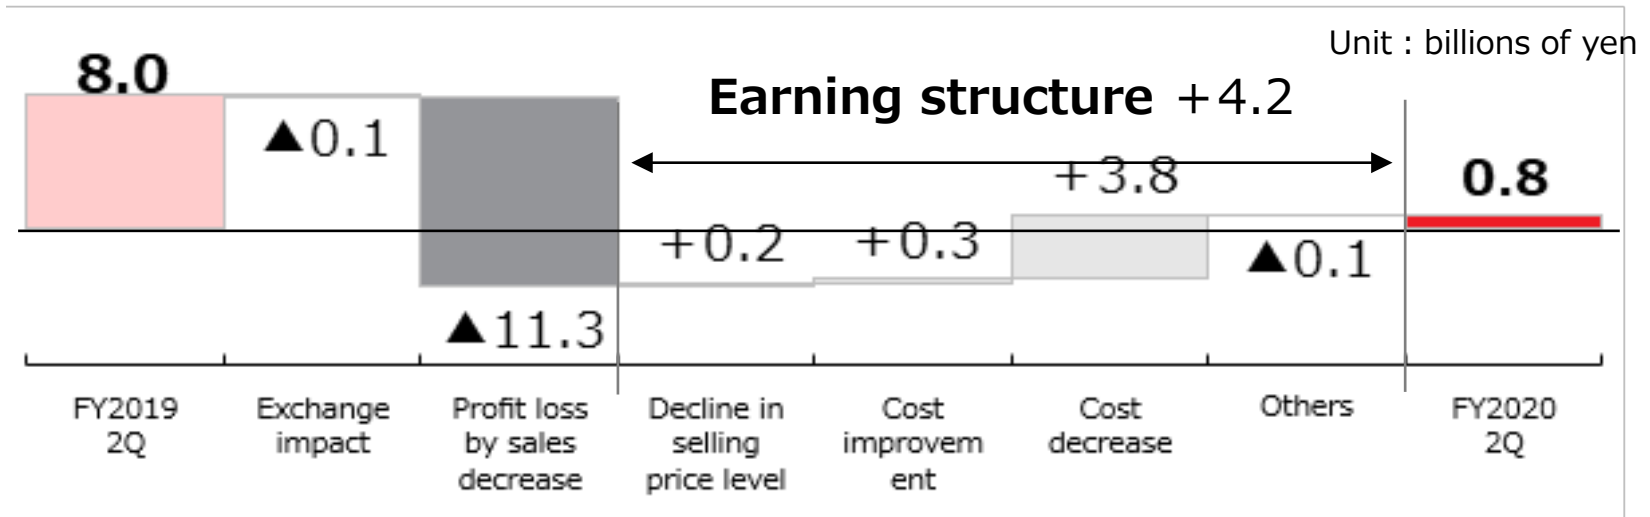 Unit : billions of yen
8.0
Earning structure +4.2
▲0.1
+3.8
0.8
+0.2
+0.3
▲0.1
▲11.3
FY2019
2Q
Exchange
impact
Profit loss
by sales
decrease
Decline in
selling
price level
Cost
improvem
ent
Cost
decrease
Others
FY2020
2Q